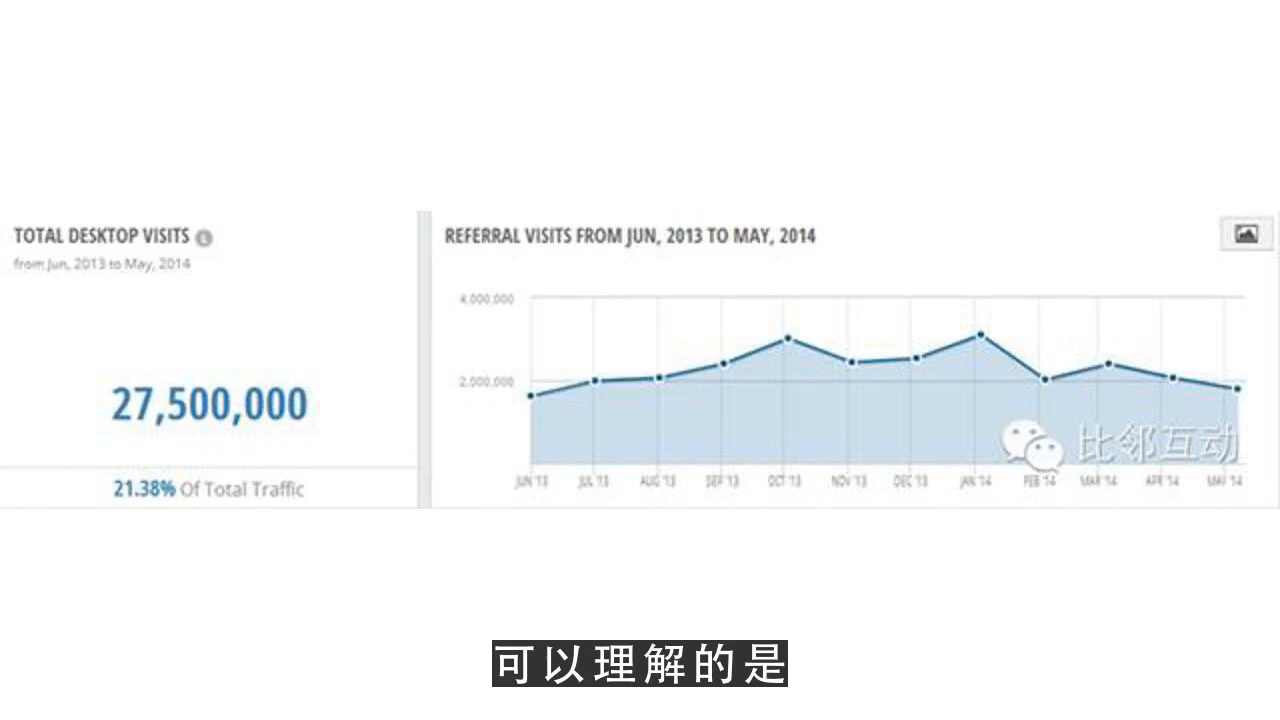 TOTAL DESKTOP VISITS
from Jun, 2013 to May, 2014
27,500,000
21.38% Of Total Traffic
REFERRAL VISITS FROM JUN, 2013 TO MAY, 2014
4,000,000
2,000,000
JUN '13 JUL '13 AUG '13 SEP '13 OCT '13 NOV '13 DEC '13 JAN '14 FEB '14 MAR '14 APR '14 MAY '14
比邻互动
可以理解的是